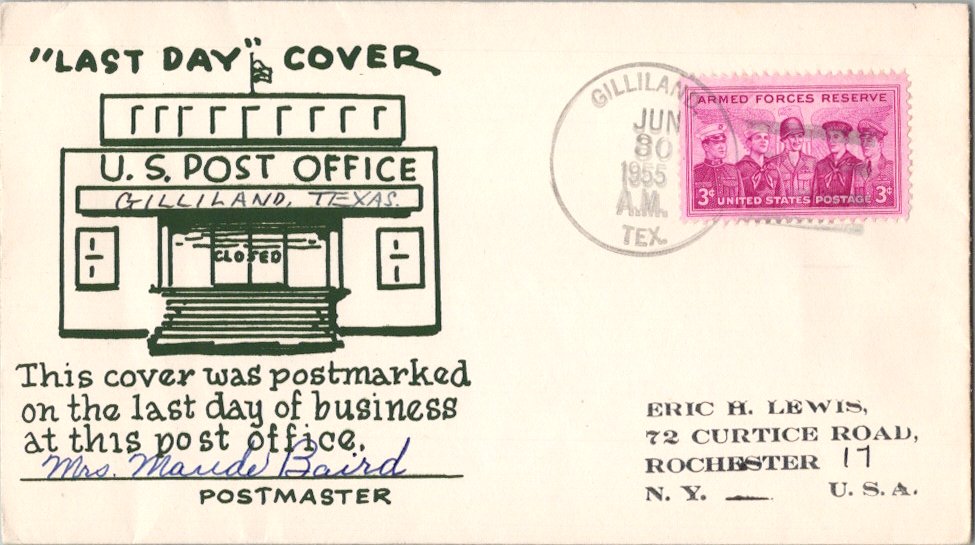 "LAST DAY" COVER
U. S. POST OFFICE
GILLILAND, TEXAS.
CLOSED
This cover was postmarked
on the last day of business
at this post office.
Mrs. Maude Baird
POSTMASTER
GILLILAND,
JUN
30
1955
A.M.
TEX.
ARMED FORCES RESERVE
3¢ UNITED STATES POSTAGE 3¢
ERIC H. LEWIS,
72 CURTICE ROAD,
ROCHESTER 17
N. Y. U. S. A.